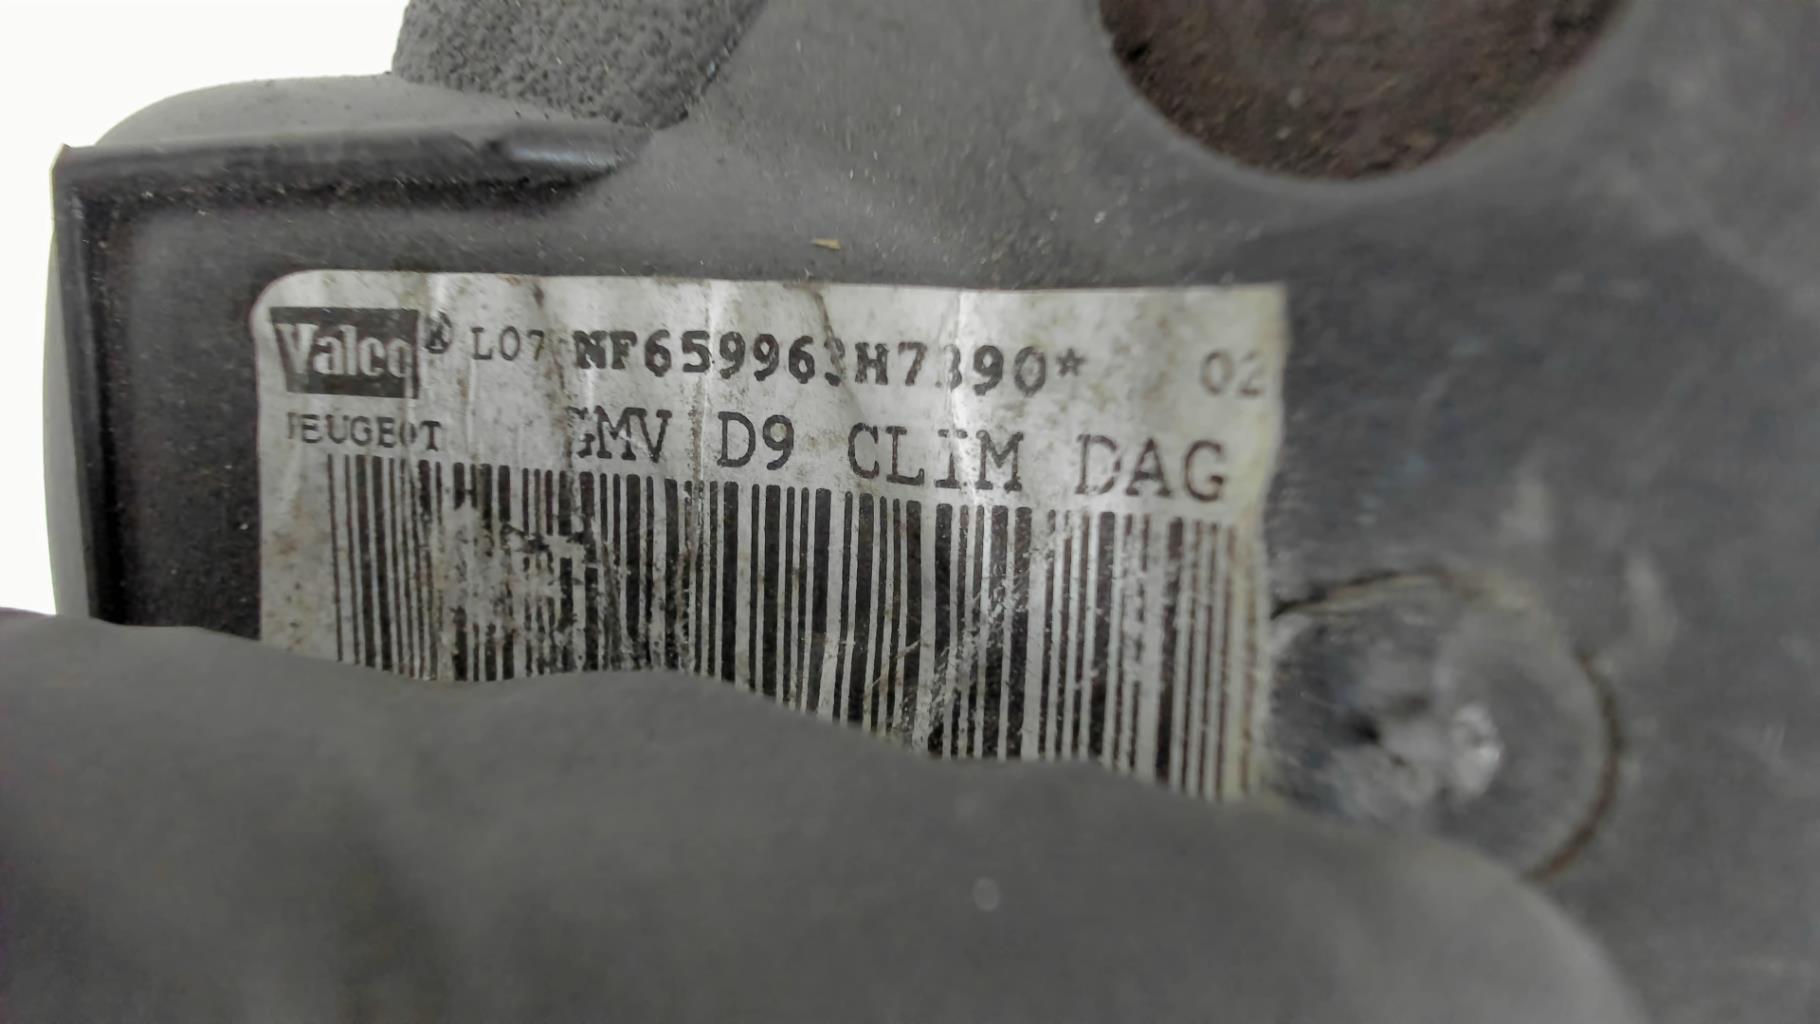 Valeo® L07 NF659963H7390* 02
PEUGEOT GMV D9 CLIM DAG